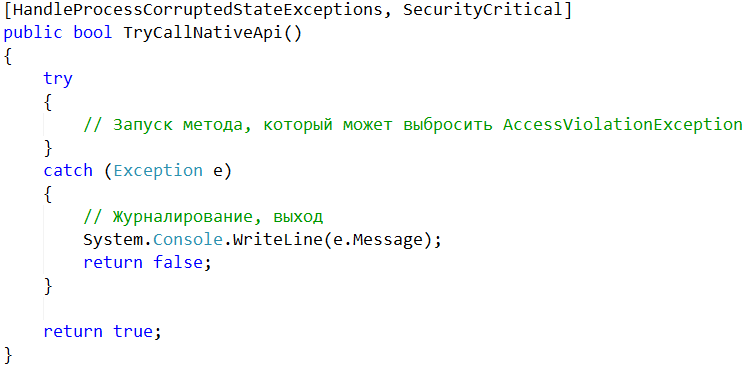 [HandleProcessCorruptedStateExceptions, SecurityCritical]
public bool TryCallNativeApi()
{
    try
    {
        // Запуск метода, который может выбросить AccessViolationException
    }
    catch (Exception e)
    {
        // Журналирование, выход
        System.Console.WriteLine(e.Message);
        return false;
    }

    return true;
}